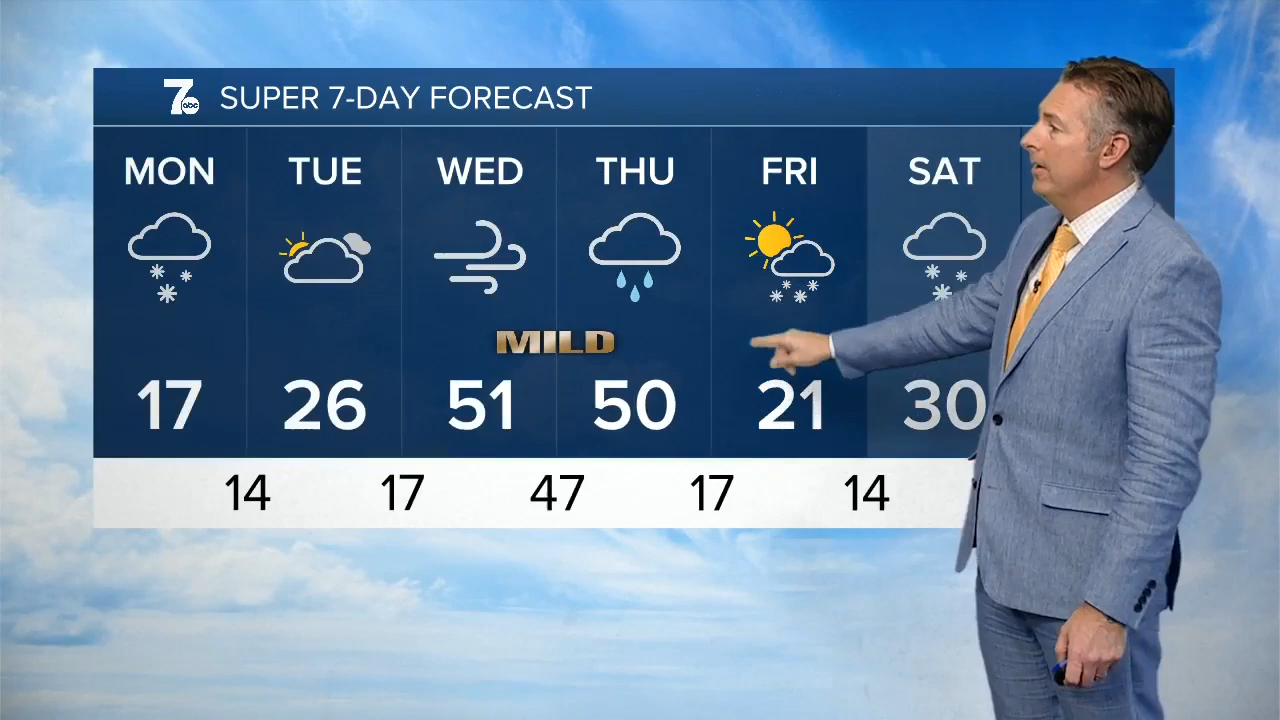 7 abc SUPER 7-DAY FORECAST
MON TUE WED THU FRI SAT
MILD
17 26 51 50 21 30
14 17 47 17 14